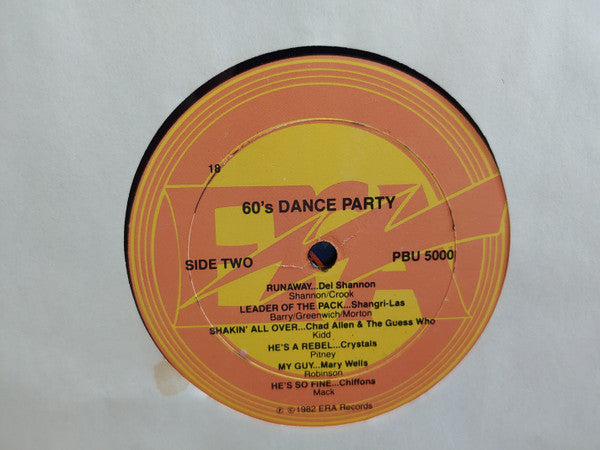 18
ERA
60's DANCE PARTY
SIDE TWO PBU 5000
RUNAWAY...Del Shannon
Shannon/Crook
LEADER OF THE PACK...Shangri-Las
Barry/Greenwich/Morton
SHAKIN' ALL OVER...Chad Allen & The Guess Who
Kidd
HE'S A REBEL...Crystals
Pitney
MY GUY...Mary Wells
Robinson
HE'S SO FINE...Chiffons
Mack
℗ ©1982 ERA Records